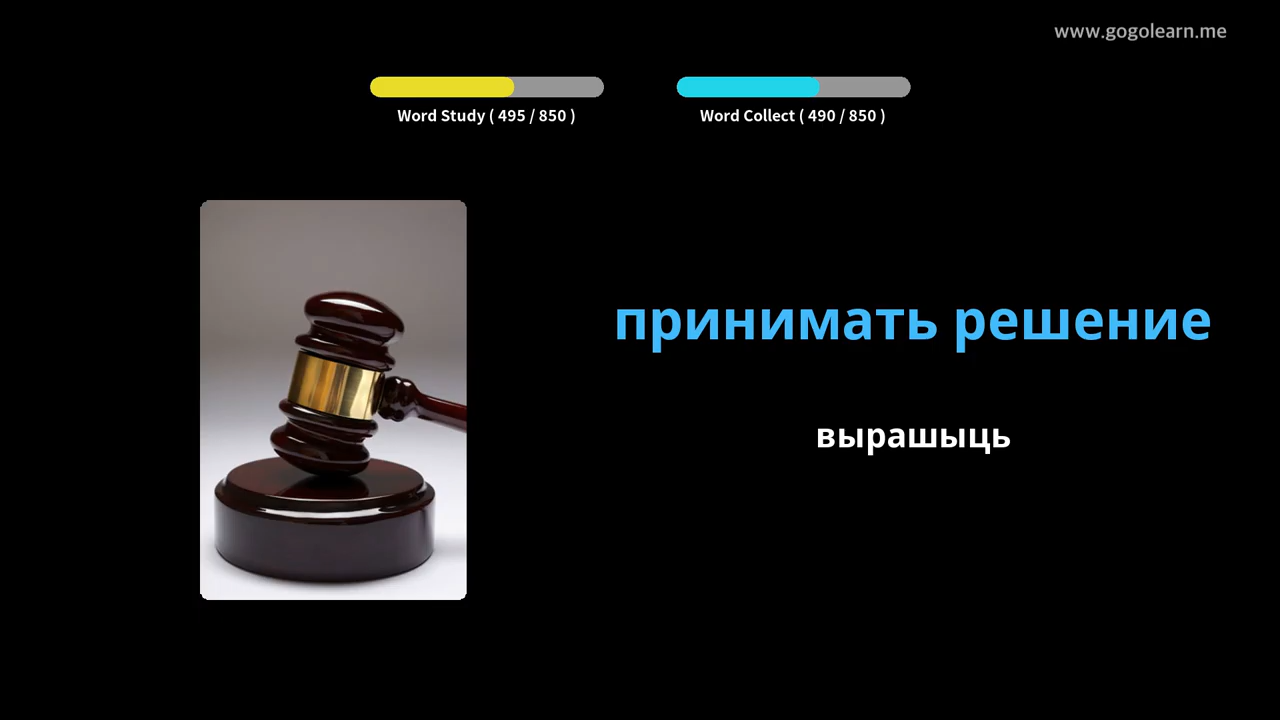 www.gogolearn.me
Word Study ( 495 / 850 )
Word Collect ( 490 / 850 )
принимать решение
вырашыць